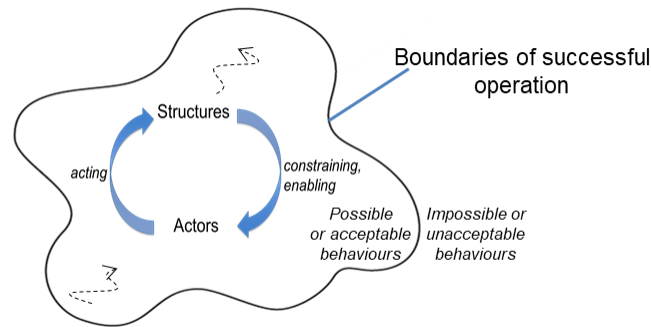 Boundaries of successful
operation
Structures
acting
constraining,
enabling
Actors
Possible
or acceptable
behaviours
Impossible or
unacceptable
behaviours